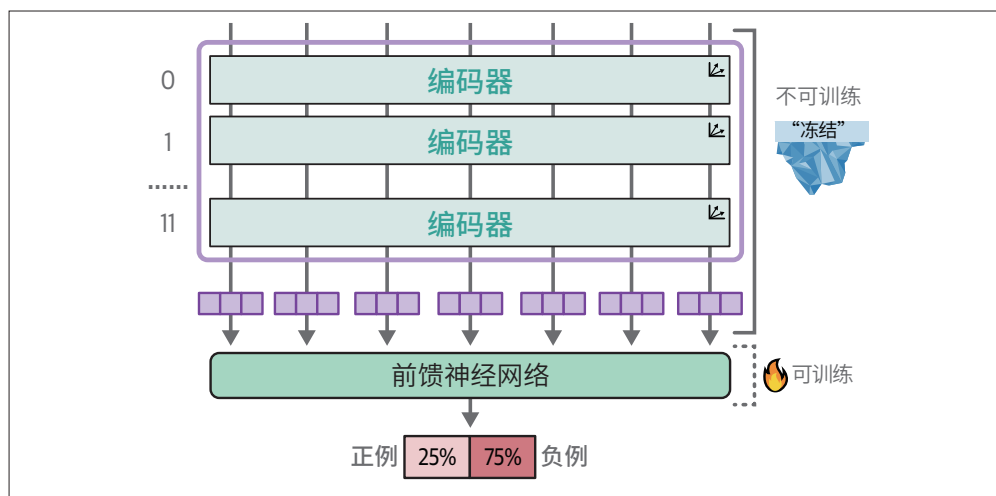 0
编码器
不可训练
“冻结”
1
编码器
……
11
编码器
前馈神经网络
可训练
正例 25% 75% 负例